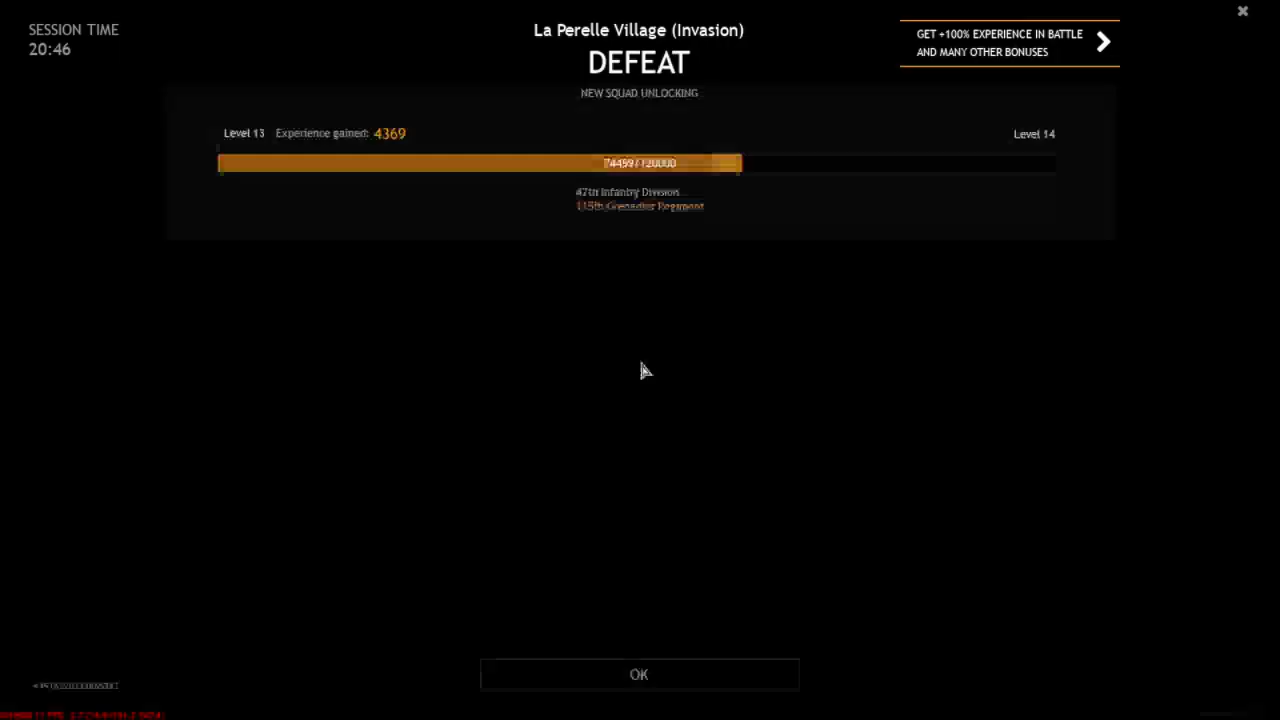 SESSION TIME
20:46
La Perelle Village (Invasion)
DEFEAT
GET +100% EXPERIENCE IN BATTLE
AND MANY OTHER BONUSES
NEW SQUAD UNLOCKING
Level 13 Experience gained: 4369
Level 14
74459/120000
47th Infantry Division
115th Grenadier Regiment
OK